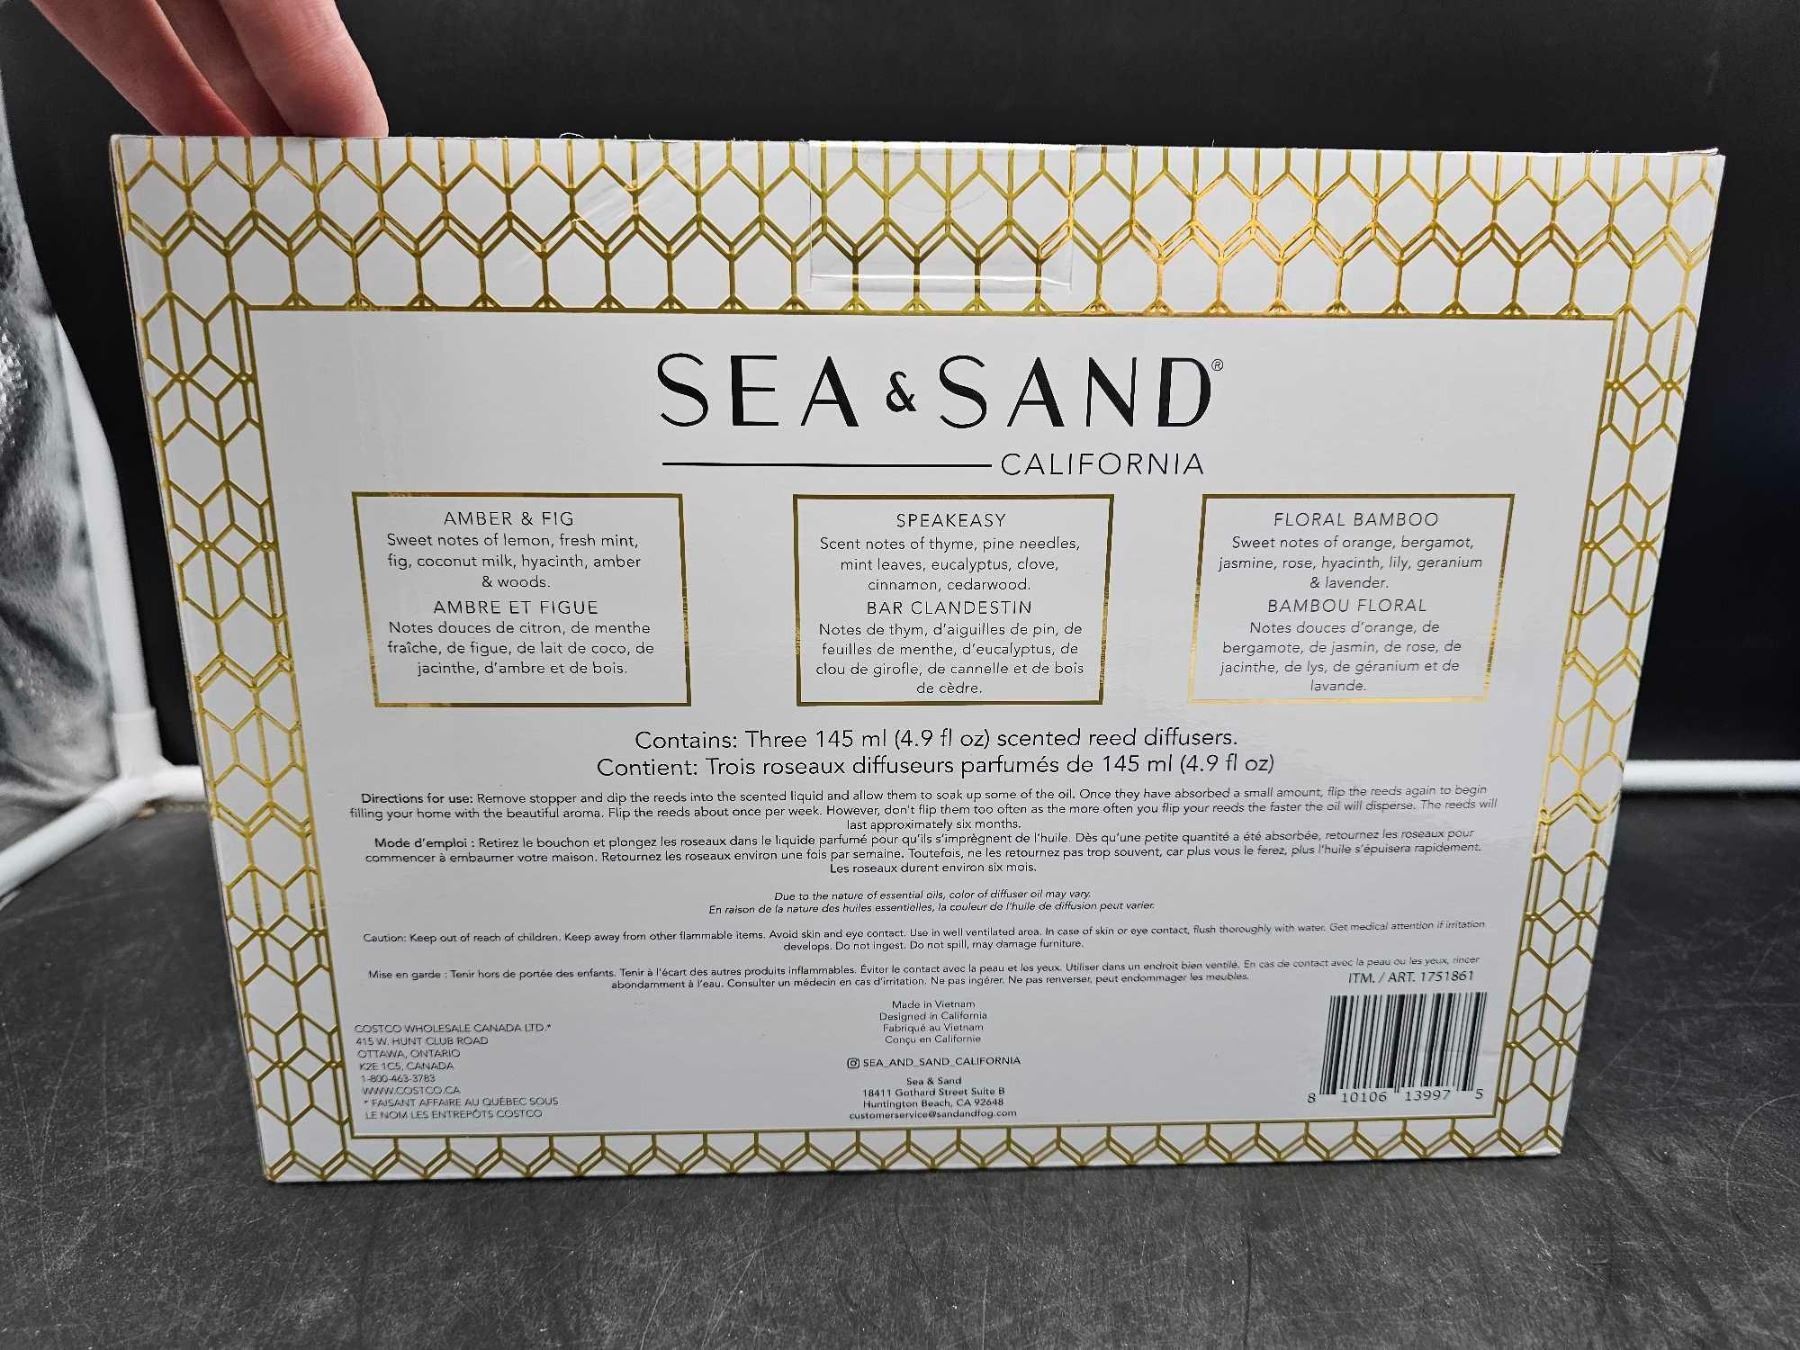 SEA & SAND®
CALIFORNIA
AMBER & FIG
Sweet notes of lemon, fresh mint,
fig, coconut milk, hyacinth, amber
& woods.
AMBRE ET FIGUE
Notes douces de citron, de menthe
fraîche, de figue, de lait de coco, de
jacinthe, d'ambre et de bois.
SPEAKEASY
Scent notes of thyme, pine needles,
mint leaves, eucalyptus, clove,
cinnamon, cedarwood.
BAR CLANDESTIN
Notes de thym, d'aiguilles de pin, de
feuilles de menthe, d'eucalyptus, de
clou de girofle, de cannelle et de bois
de cèdre.
FLORAL BAMBOO
Sweet notes of orange, bergamot,
jasmine, rose, hyacinth, lily, geranium
& lavender.
BAMBOU FLORAL
Notes douces d'orange, de
bergamote, de jasmin, de rose, de
jacinthe, de lys, de géranium et de
lavande.
Contains: Three 145 ml (4.9 fl oz) scented reed diffusers.
Contient: Trois roseaux diffuseurs parfumés de 145 ml (4.9 fl oz)
Directions for use: Remove stopper and dip the reeds into the scented liquid and allow them to soak up some of the oil. Once they have absorbed a small amount, flip the reeds again to begin
filling your home with the beautiful aroma. Flip the reeds about once per week. However, don't flip them too often as the more often you flip your reeds the faster the oil will disperse. The reeds will
last approximately six months.
Mode d'emploi : Retirez le bouchon et plongez les roseaux dans le liquide parfumé pour qu'ils s'imprègnent de l'huile. Dès qu'une petite quantité a été absorbée, retournez les roseaux pour
commencer à embaumer votre maison. Retournez les roseaux environ une fois par semaine. Toutefois, ne les retournez pas trop souvent, car plus vous le ferez, plus l'huile s'épuisera rapidement.
Les roseaux durent environ six mois.
Due to the nature of essential oils, color of diffuser oil may vary.
En raison de la nature des huiles essentielles, la couleur de l'huile de diffusion peut varier.
Caution: Keep out of reach of children. Keep away from other flammable items. Avoid skin and eye contact. Use in well ventilated area. In case of skin or eye contact, flush thoroughly with water. Get medical attention if irritation
develops. Do not ingest. Do not spill, may damage furniture.
Mise en garde : Tenir hors de portée des enfants. Tenir à l'écart des autres produits inflammables. Éviter le contact avec la peau et les yeux. Utiliser dans un endroit bien ventilé. En cas de contact avec la peau ou les yeux, rincer
abondamment à l'eau. Consulter un médecin en cas d'irritation. Ne pas ingérer. Ne pas renverser, peut endommager les meubles.
ITM. / ART. 1751861
COSTCO WHOLESALE CANADA LTD.*
415 W. HUNT CLUB ROAD
OTTAWA, ONTARIO
K2E 1C5, CANADA
1-800-463-3783
WWW.COSTCO.CA
* FAISANT AFFAIRE AU QUÉBEC SOUS
LE NOM LES ENTREPÔTS COSTCO
Made in Vietnam
Designed in California
Fabriqué au Vietnam
Conçu en Californie
SEA_AND_SAND_CALIFORNIA
Sea & Sand
18411 Gothard Street Suite B
Huntington Beach, CA 92648
customerservice@sandandfog.com
8 10106 13997 5